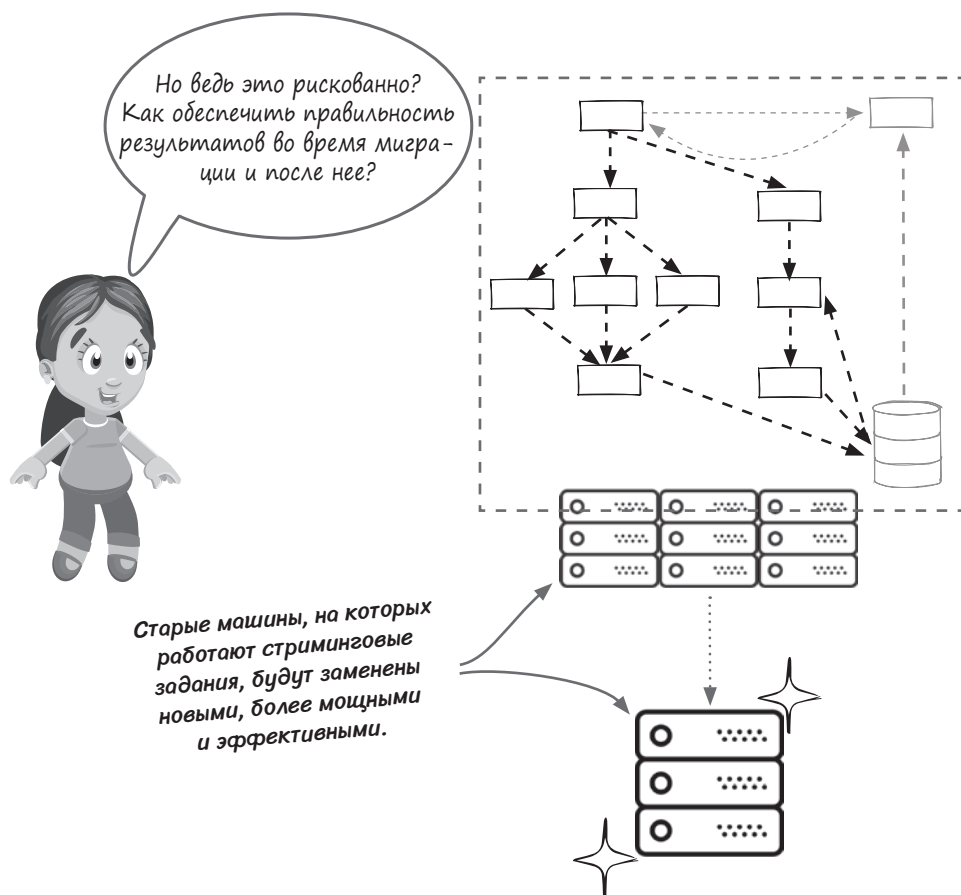 Но ведь это рискованно?
Как обеспечить правильность
результатов во время мигра-
ции и после нее?
Старые машины, на которых
работают стриминговые
задания, будут заменены
новыми, более мощными
и эффективными.